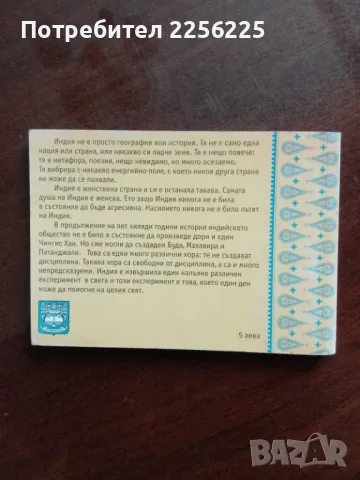 Потребител 2256225
Индия не е просто география или история. Тя не е само една
нация или страна, или някакво си парче земя. Тя е нещо повече:
тя е метафора, поезия, нещо невидимо, но много осезаемо.
Тя вибрира с някакво енергийно поле, с което никоя друга страна
не може да се похвали.
Индия е женствена страна и си е останала такава. Самата
душа на Индия е женска. Ето защо Индия никога не е била
в състояние да бъде агресивна. Насилието никога не е било пътят
на Индия.
В продължение на пет хиляди години история индийското
общество не е било в състояние да произведе дори и един
Чингис Хан. Но сме могли да създадем Буда, Махавира и
Патанджали. Това са едни много различни хора; те не създават
дисциплина. Такива хора са свободни от дисциплина, а са и много
непредсказуеми. Индия е извършила един напълно различен
експеримент в света и този експеримент е това, което един ден
може да помогне на целия свят.
5 лева
BAZAR